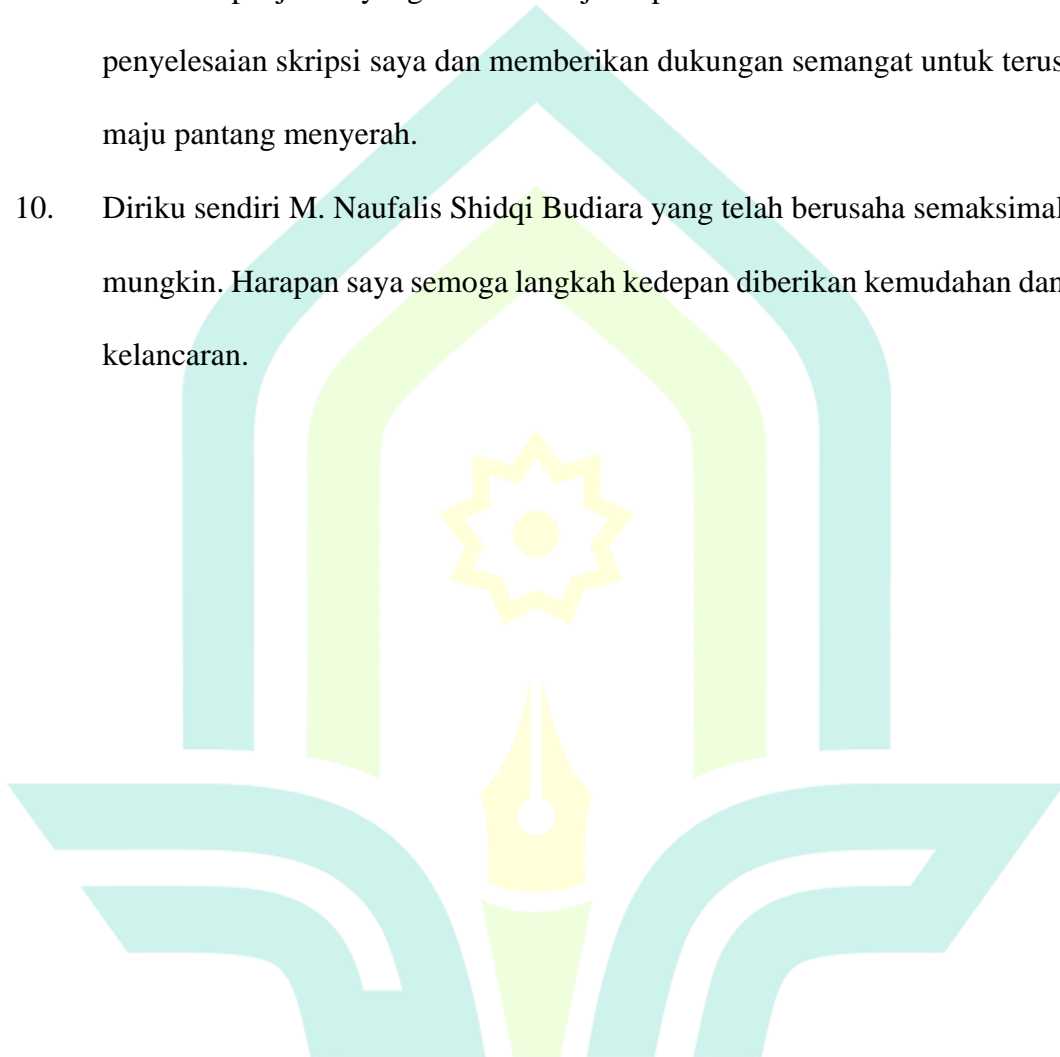 penyelesaian skripsi saya dan memberikan dukungan semangat untuk terus
maju pantang menyerah.
10. Diriku sendiri M. Naufalis Shidqi Budiara yang telah berusaha semaksimal
mungkin. Harapan saya semoga langkah kedepan diberikan kemudahan dan
kelancaran.